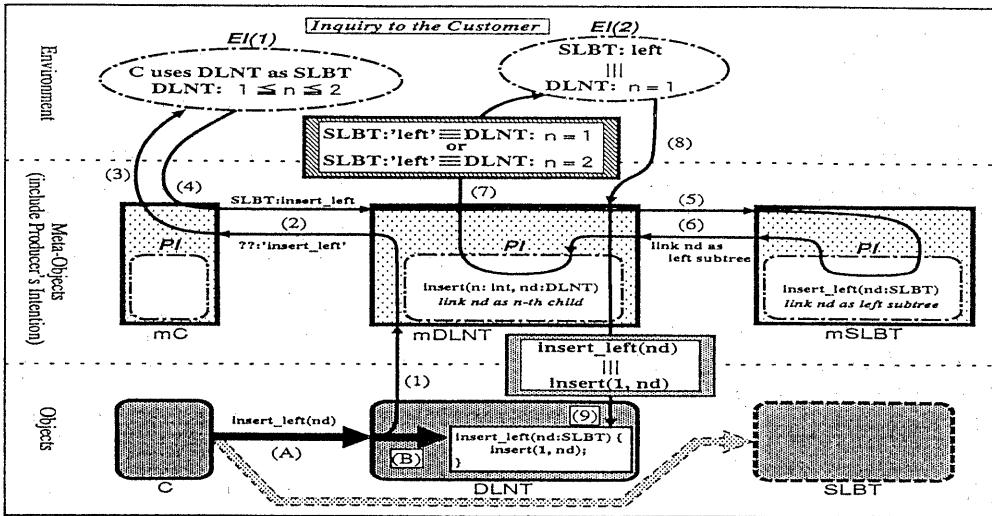 Inquiry to the Customer
EI(1)
EI(2)
C uses DLNT as SLBT
DLNT: 1 ≦ n ≦ 2
SLBT: left
|||
DLNT: n = 1
SLBT:'left'≡DLNT: n = 1
or
SLBT:'left'≡DLNT: n = 2
Environment
(3)
(4)
(7)
(8)
SLBT:insert_left
(2)
??:'insert_left'
(5)
(6)
link nd as
left subtree
PI
PI
PI
insert(n: int, nd:DLNT)
link nd as n-th child
insert_left(nd:SLBT)
link nd as left subtree
mC
mDLNT
mSLBT
Meta-Objects
(include Producer's Intention)
(1)
insert_left(nd)
|||
insert(1, nd)
Objects
insert_left(nd)
(A)
(B)
(9)
insert_left(nd:SLBT) {
insert(1, nd);
}
C
DLNT
SLBT